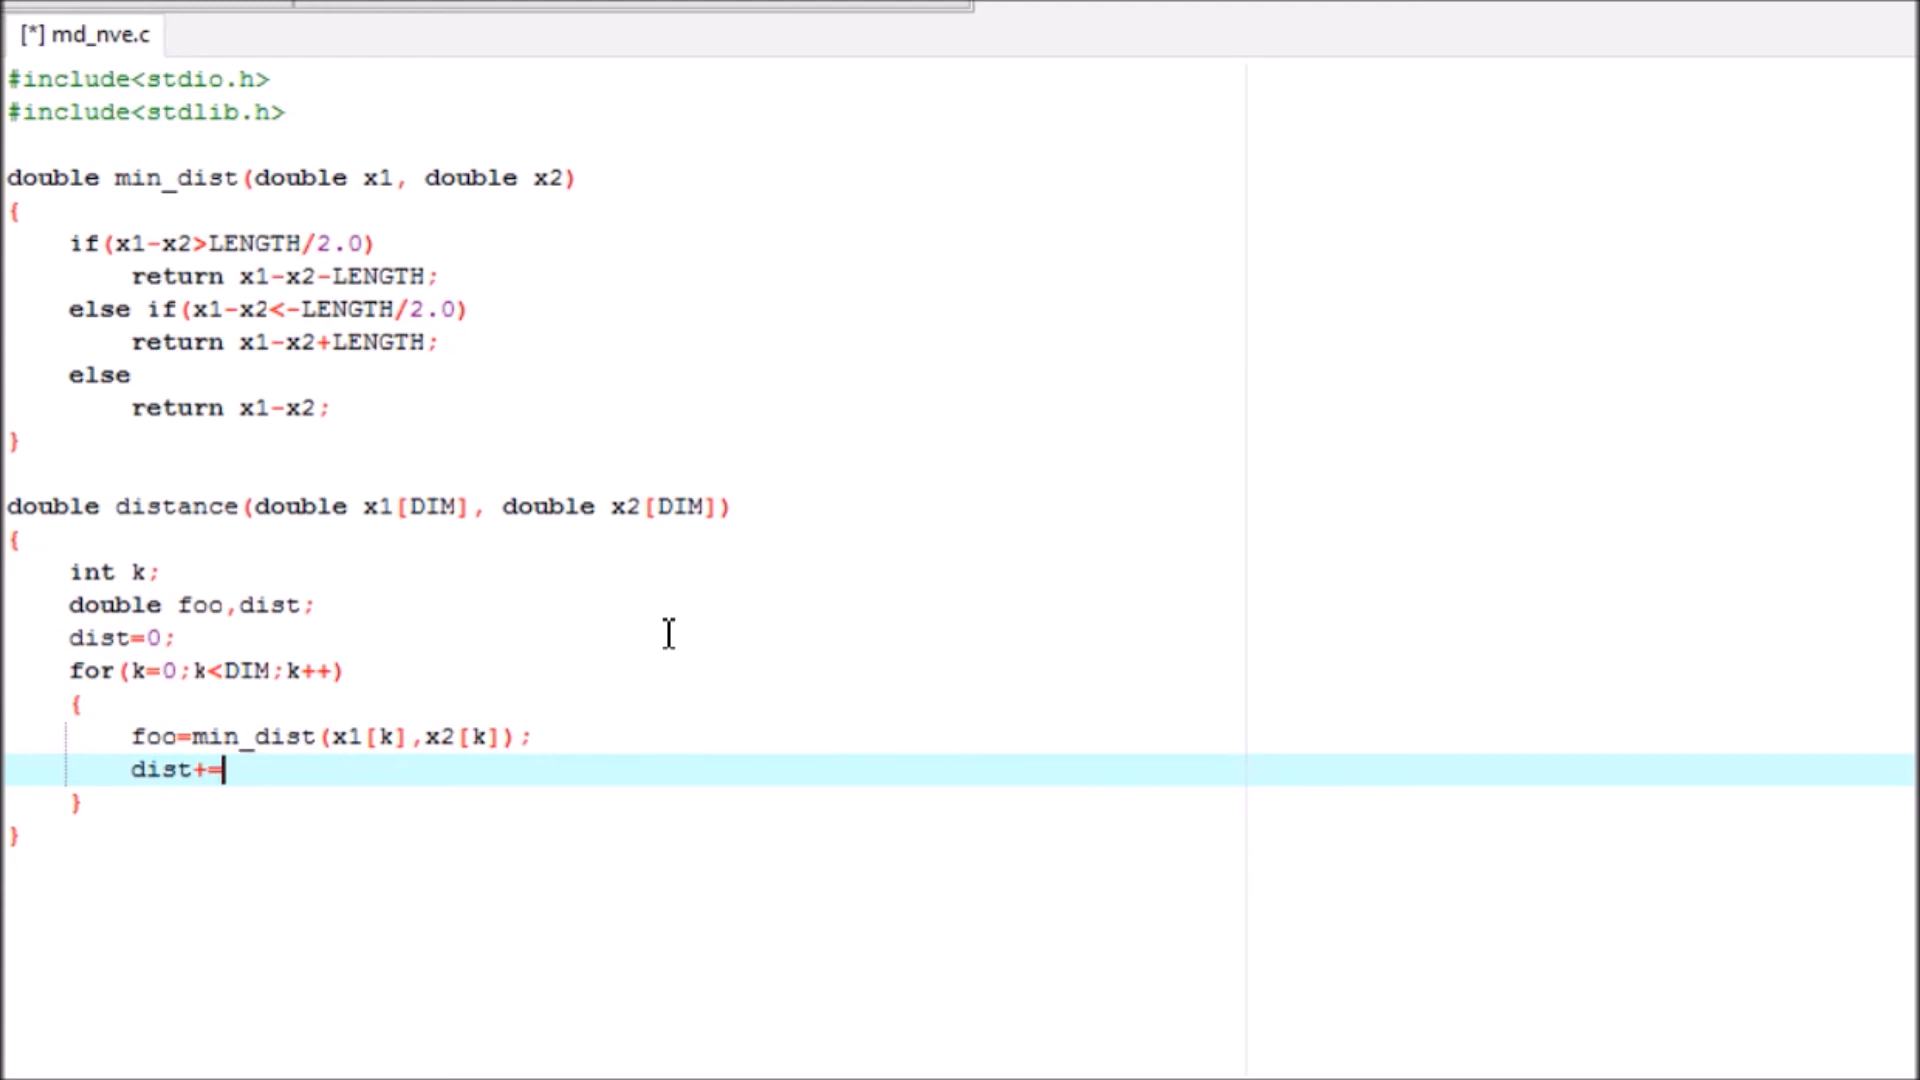 [*] md_nve.c
#include<stdio.h>
#include<stdlib.h>
double min_dist(double x1, double x2)
{
if(x1-x2>LENGTH/2.0)
return x1-x2-LENGTH;
else if(x1-x2<-LENGTH/2.0)
return x1-x2+LENGTH;
else
return x1-x2;
}
double distance(double x1[DIM], double x2[DIM])
{
int k;
double foo,dist;
dist=0;
for(k=0;k<DIM;k++)
{
foo=min_dist(x1[k],x2[k]);
dist+=
}
}